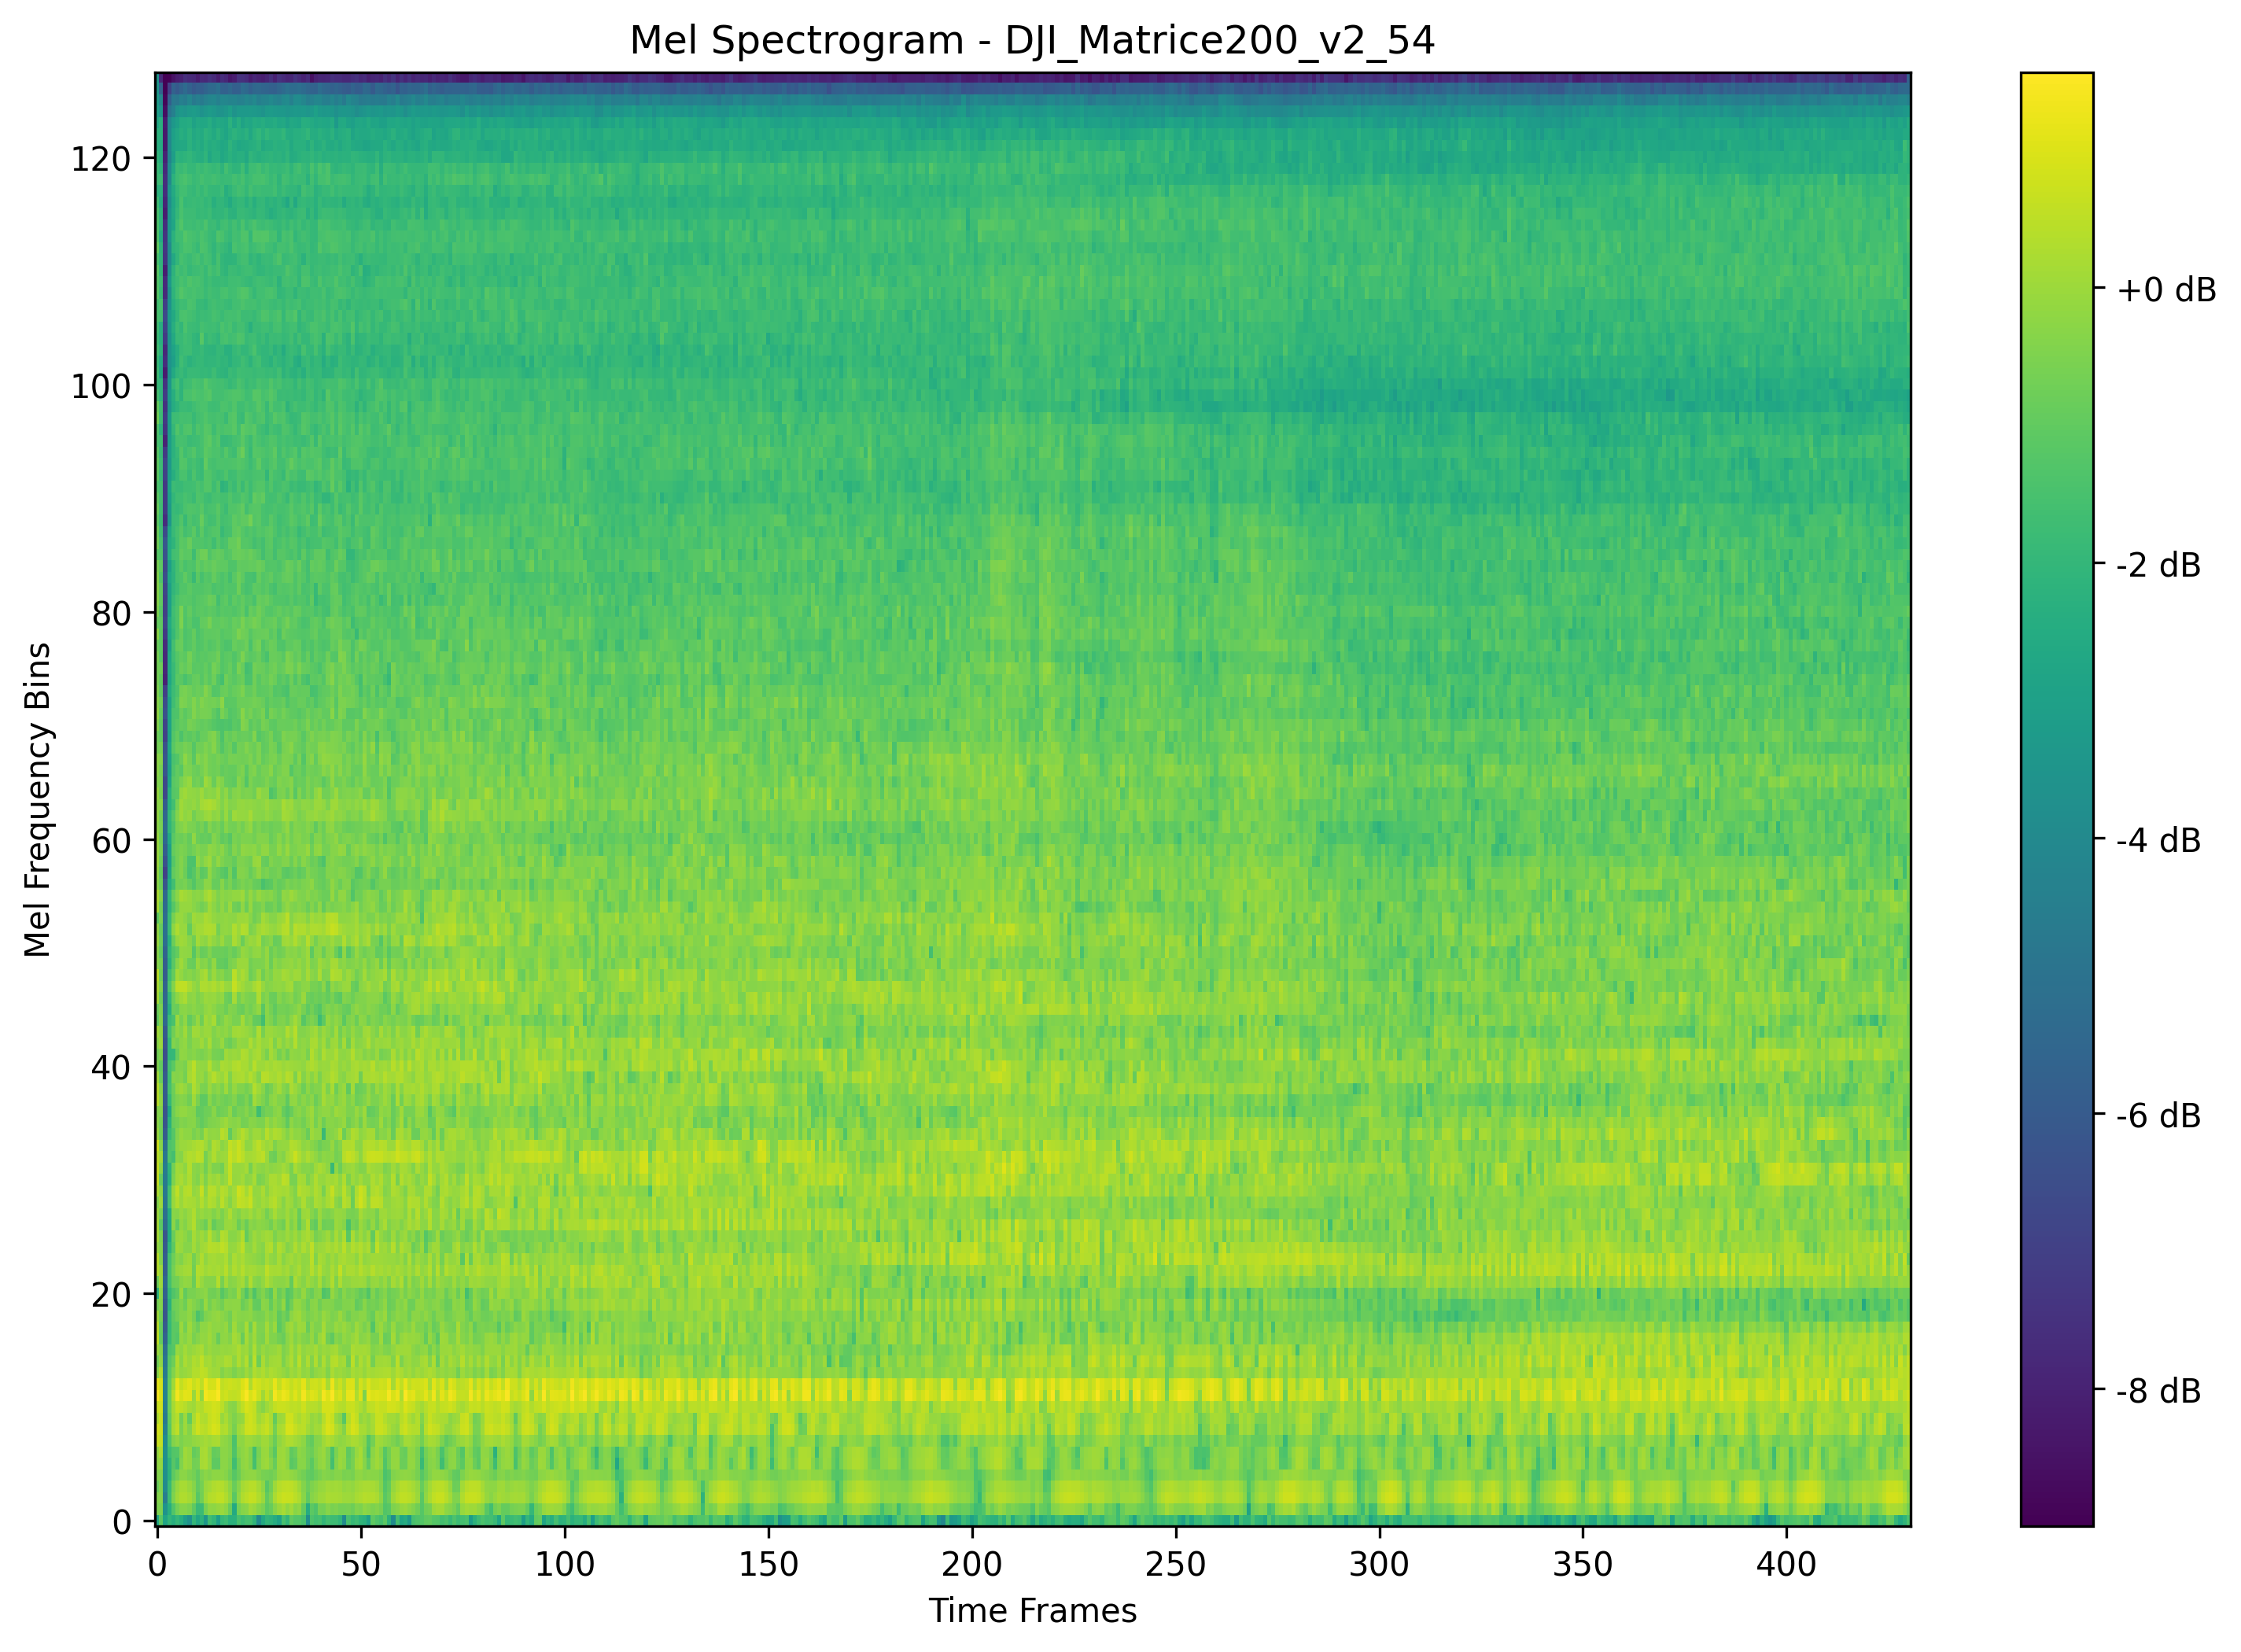 Mel Spectrogram - DJI_Matrice200_v2_54
Mel Frequency Bins
120
100
80
60
40
20
0
0 50 100 150 200 250 300 350 400
Time Frames
+0 dB
-2 dB
-4 dB
-6 dB
-8 dB